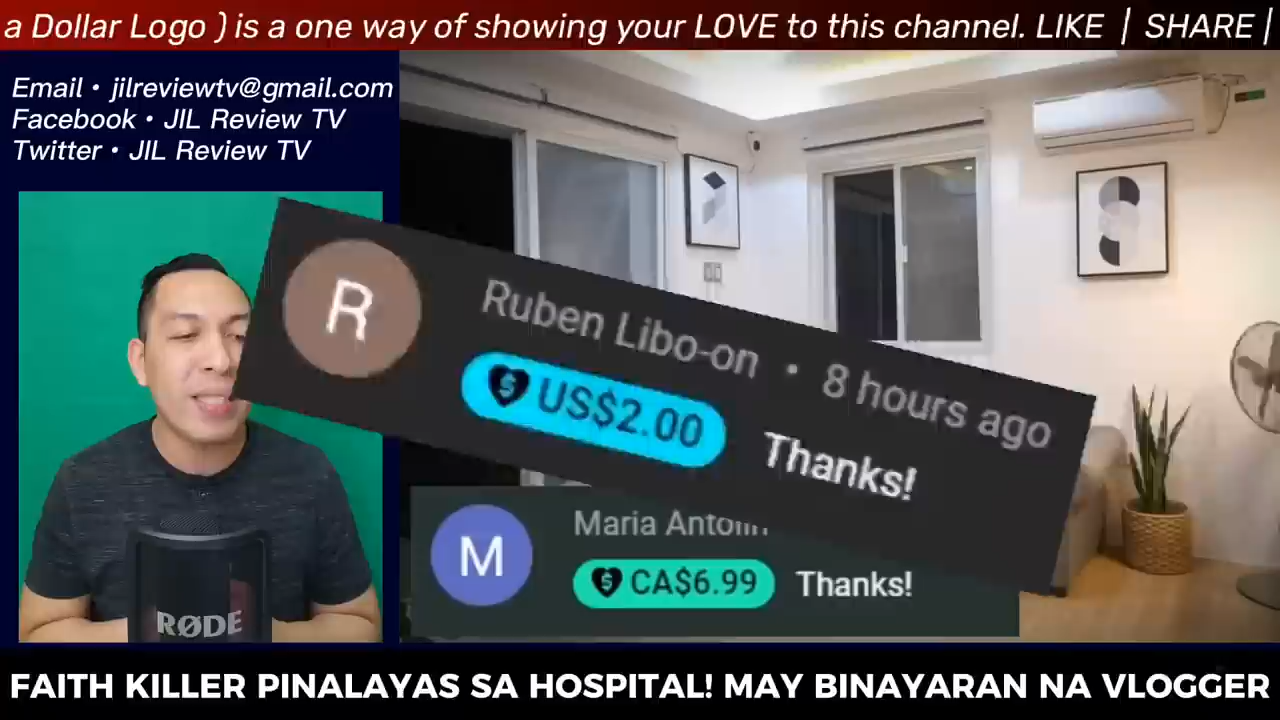 a Dollar Logo ) is a one way of showing your LOVE to this channel. LIKE | SHARE |
Email • jilreviewtv@gmail.com
Facebook • JIL Review TV
Twitter • JIL Review TV
R
Ruben Libo-on • 8 hours ago
US$2.00 Thanks!
M
Maria Antolin
CA$6.99 Thanks!
RØDE
FAITH KILLER PINALAYAS SA HOSPITAL! MAY BINAYARAN NA VLOGGER